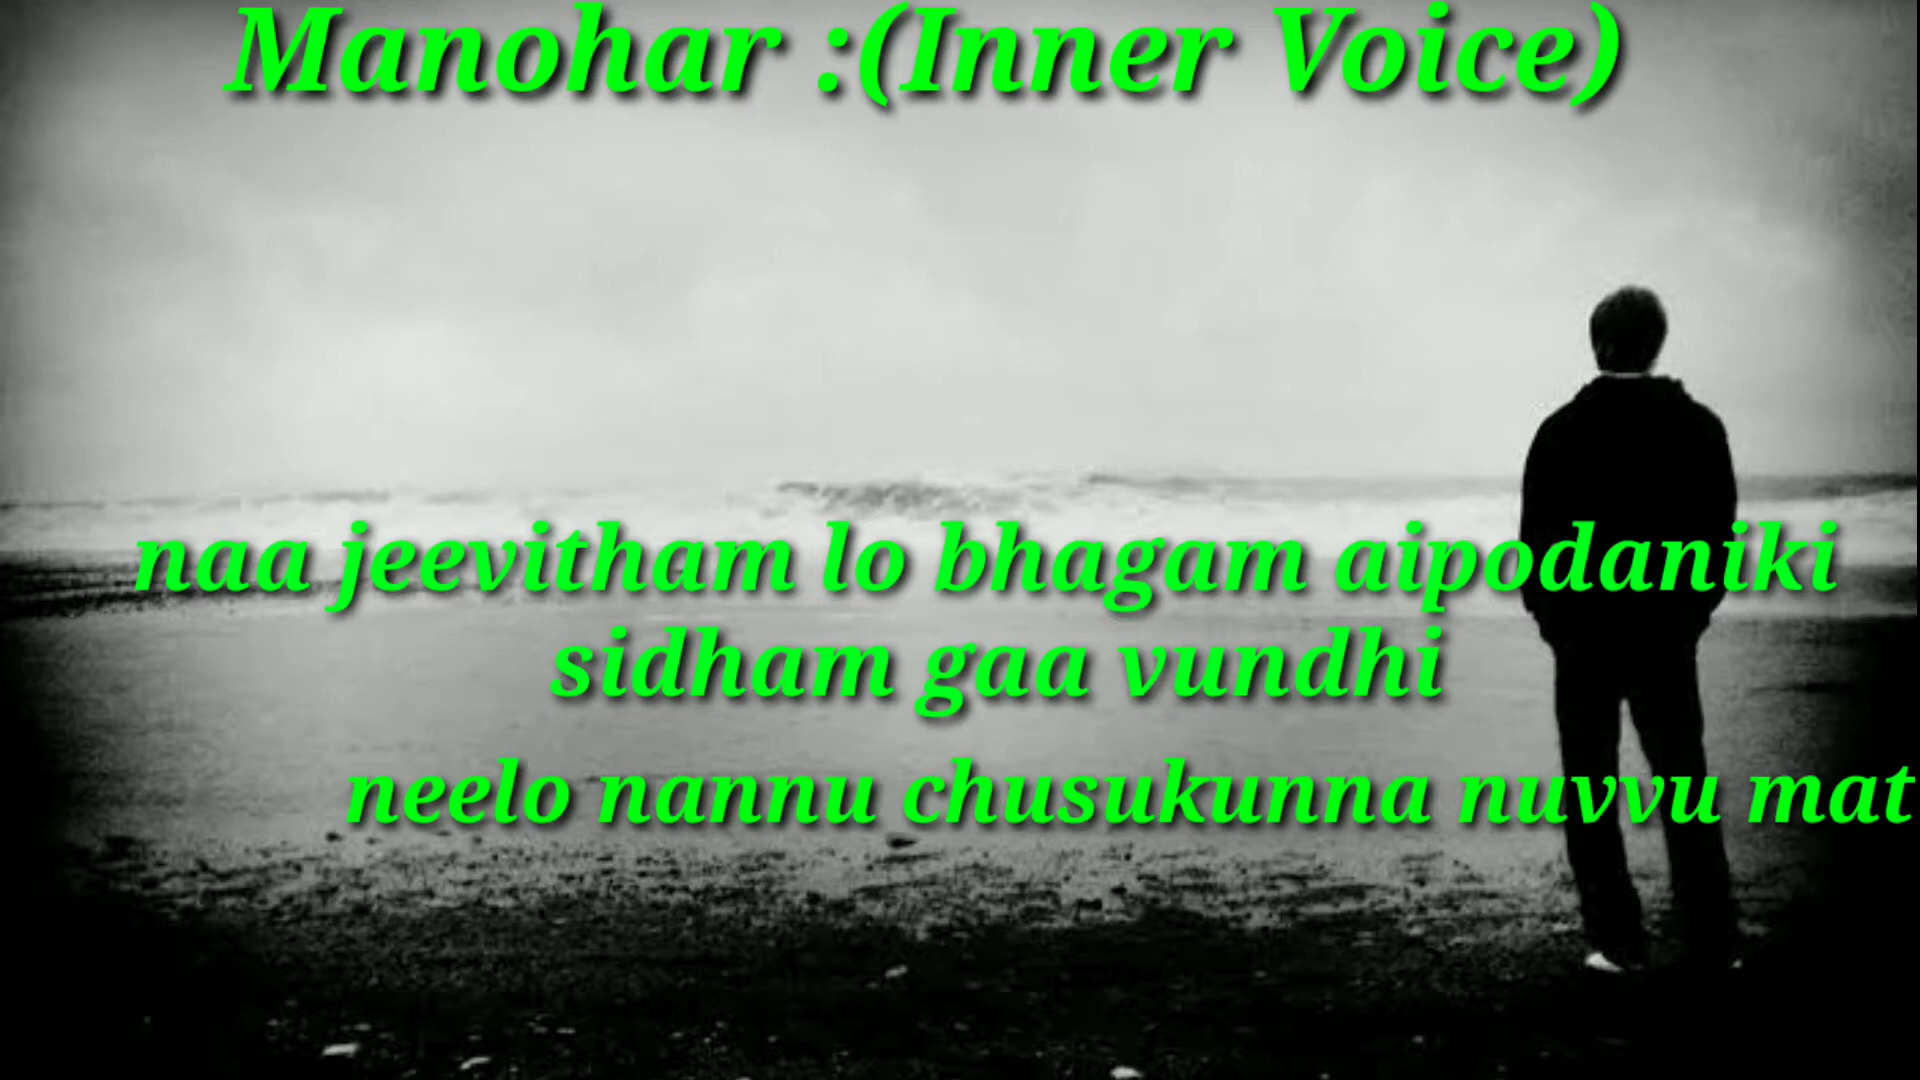 Manohar :(Inner Voice)
naa jeevitham lo bhagam aipodaniki
sidham gaa vundhi
neelo nannu chusukunna nuvvu mat